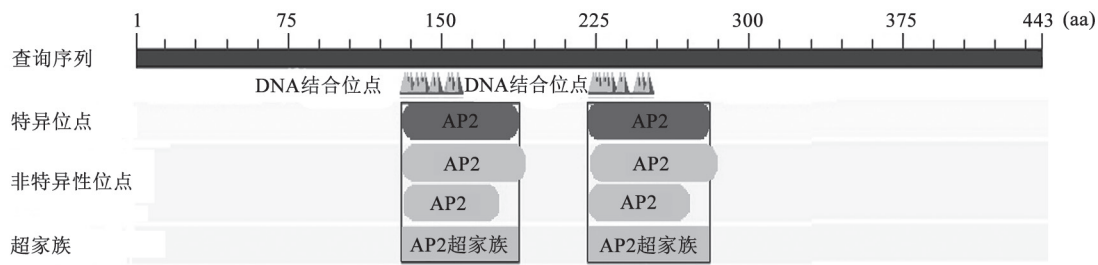 1 75 150 225 300 375 443 (aa)
查询序列
DNA结合位点 DNA结合位点
特异位点 AP2 AP2
非特异性位点 AP2 AP2
AP2 AP2
超家族 AP2超家族 AP2超家族